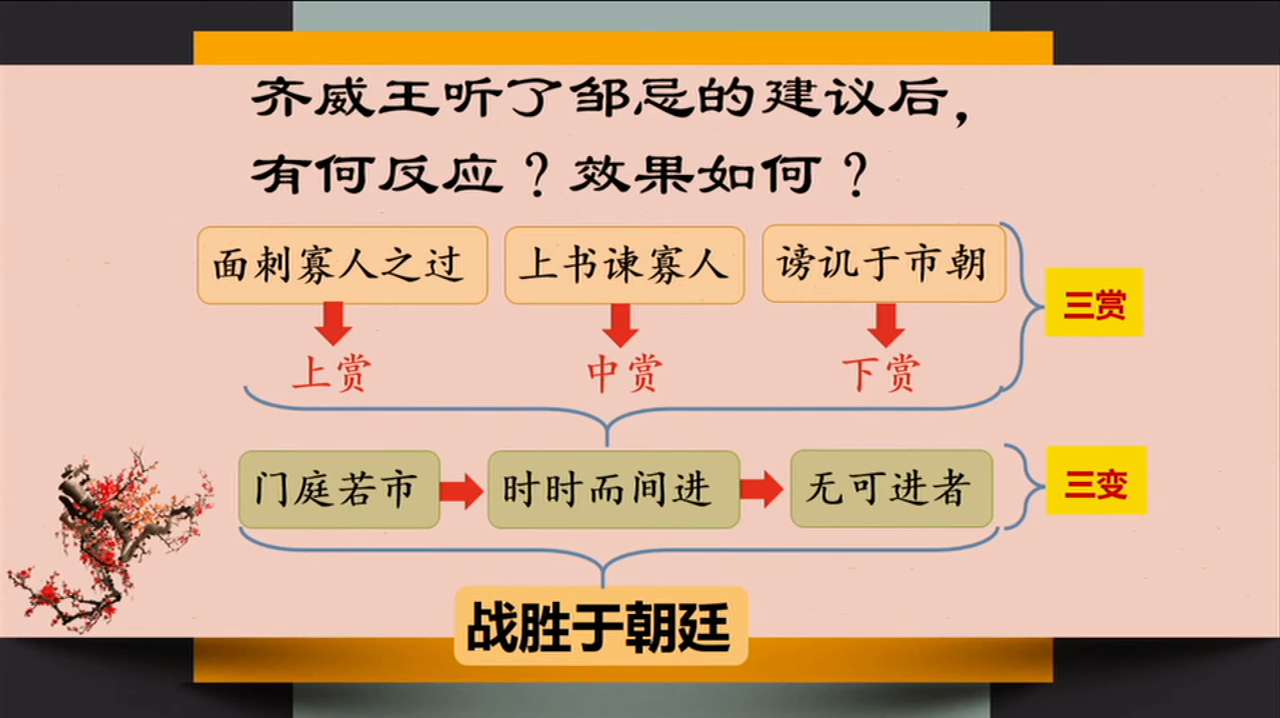 齐威王听了邹忌的建议后，
有何反应？效果如何？
面刺寡人之过
上书谏寡人
谤讥于市朝
三赏
上赏
中赏
下赏
门庭若市
时时而间进
无可进者
三变
战胜于朝廷